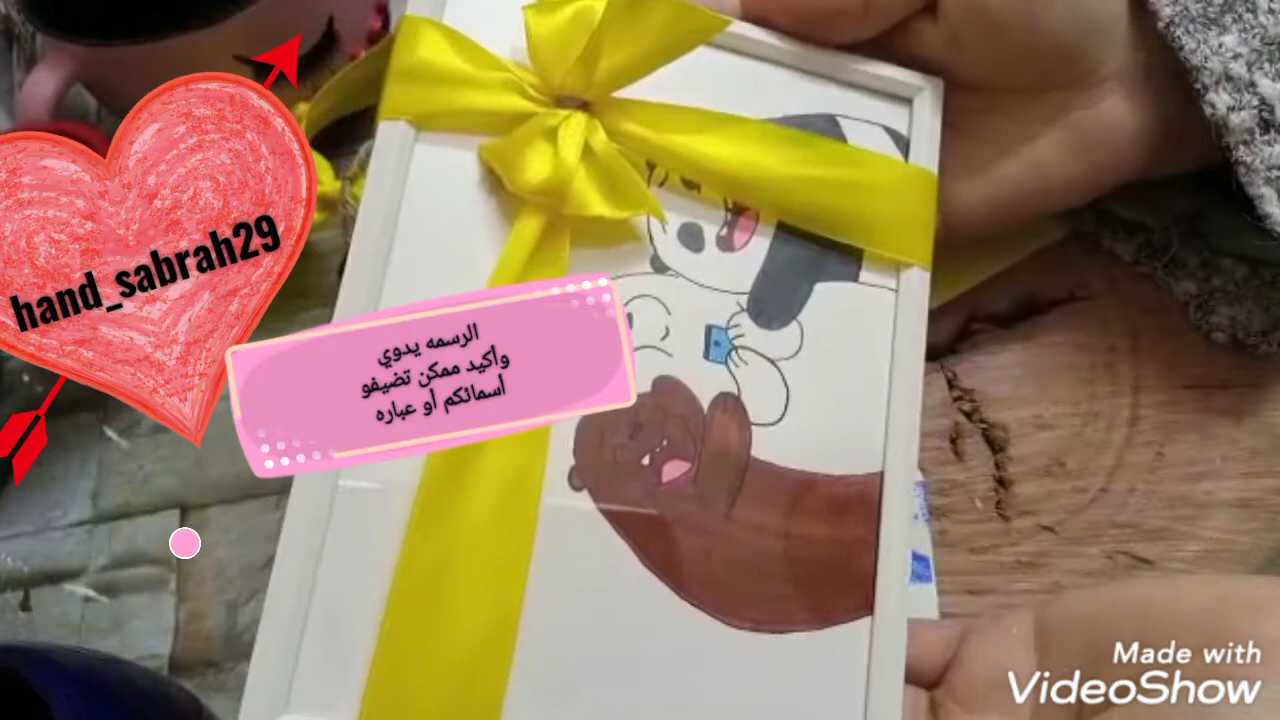 hand_sabrah29
الرسمه يدوي
وأكيد ممكن تضيفو
أسمائكم أو عباره
Made with
VideoShow